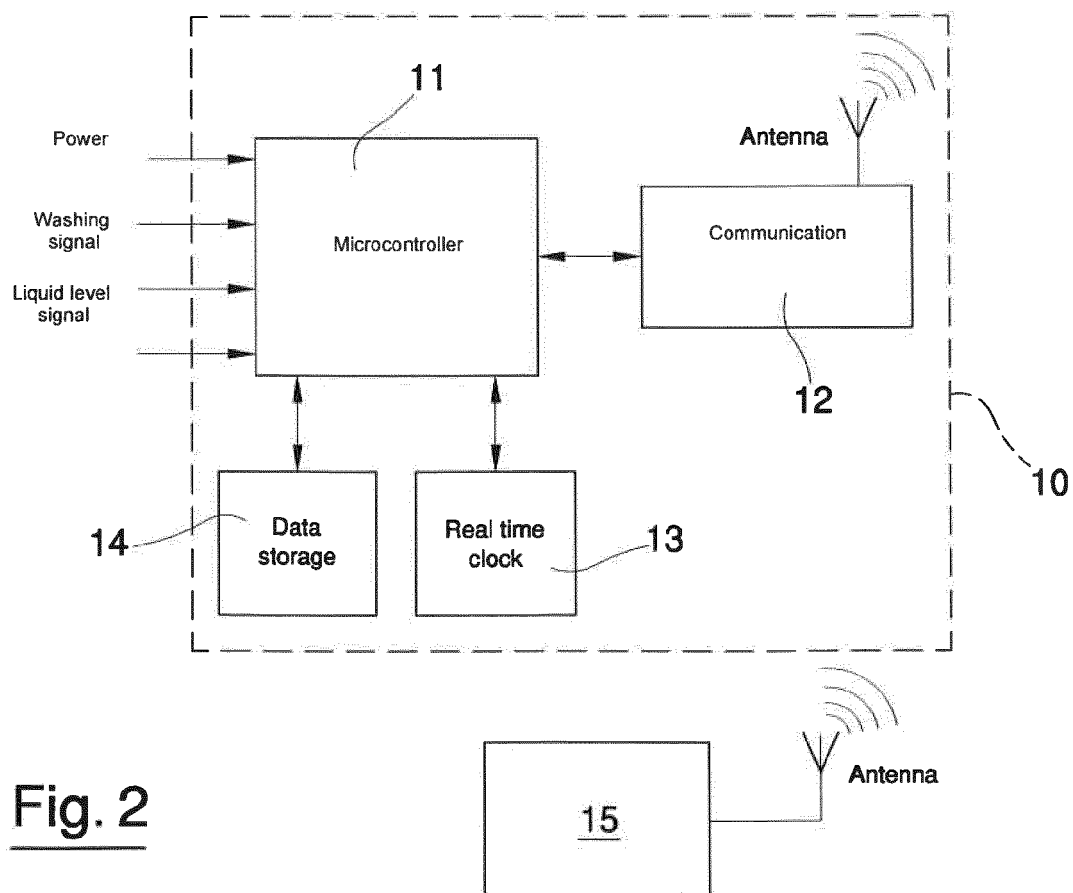 11
Power
Antenna
Washing
signal
Microcontroller
Communication
Liquid level
signal
12
10
14
Data
storage
Real time
clock
13
Antenna
Fig. 2
15